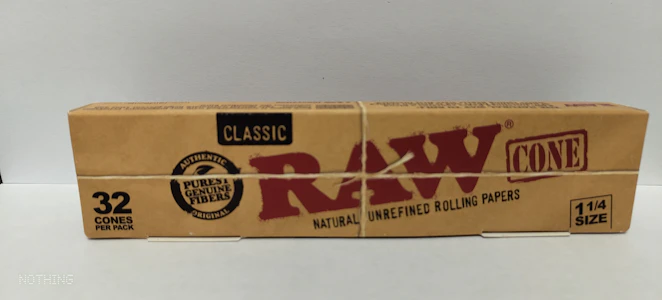 CLASSIC
AUTHENTIC
PUREST
GENUINE
FIBERS
ORIGINAL
RAW®
CONE
NATURAL UNREFINED ROLLING PAPERS
32
CONES
PER PACK
1 1/4
SIZE
NOTHING